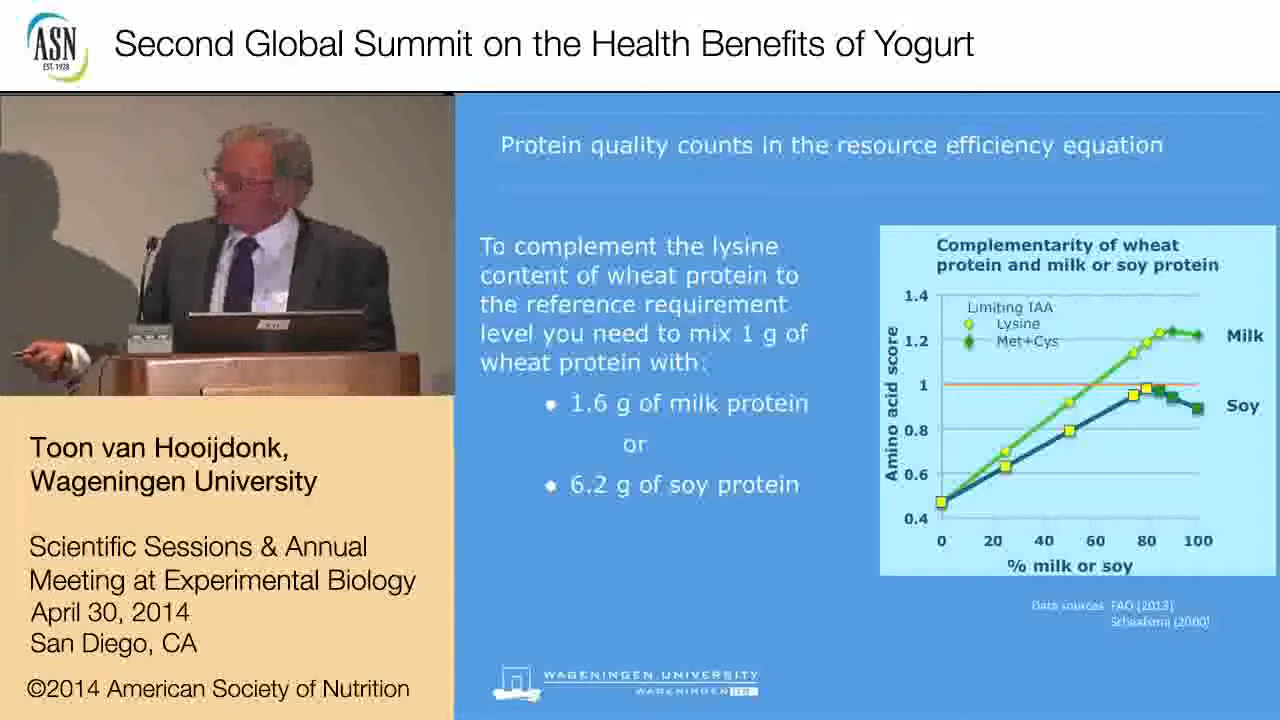 ASN
EST. 1928
Second Global Summit on the Health Benefits of Yogurt
Protein quality counts in the resource efficiency equation
To complement the lysine
content of wheat protein to
the reference requirement
level you need to mix 1 g of
wheat protein with:
1.6 g of milk protein
or
6.2 g of soy protein
Complementarity of wheat
protein and milk or soy protein
1.4
1.2
1
0.8
0.6
0.4
Amino acid score
Limiting IAA
Lysine
Met+Cys
Milk
Soy
0 20 40 60 80 100
% milk or soy
Data sources FAO (2013)
WAGENINGEN UNIVERSITY
WAGENINGEN
Toon van Hooijdonk,
Wageningen University
Scientific Sessions & Annual
Meeting at Experimental Biology
April 30, 2014
San Diego, CA
©2014 American Society of Nutrition